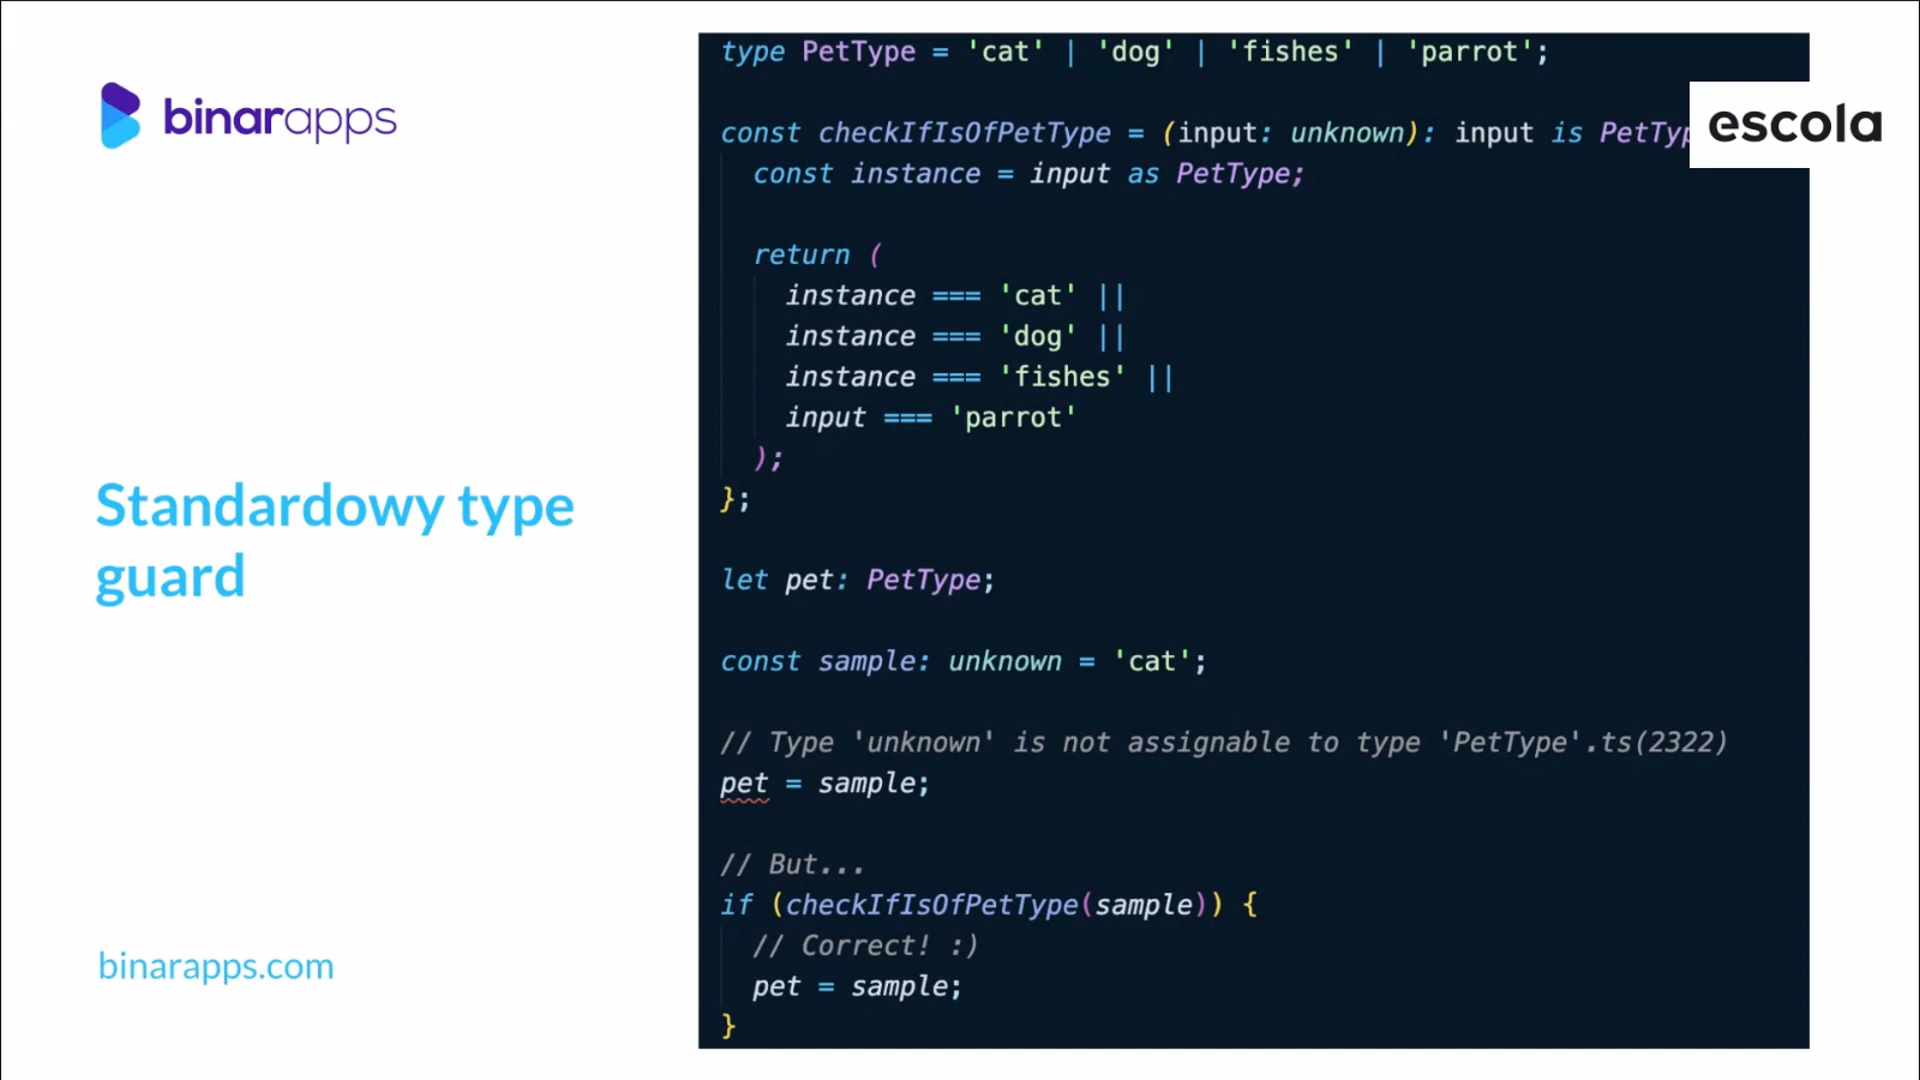 binarapps
Standardowy type
guard
binarapps.com
type PetType = 'cat' | 'dog' | 'fishes' | 'parrot';
const checkIfIsOfPetType = (input: unknown): input is PetTyp
const instance = input as PetType;
return (
instance === 'cat' ||
instance === 'dog' ||
instance === 'fishes' ||
input === 'parrot'
);
};
let pet: PetType;
const sample: unknown = 'cat';
// Type 'unknown' is not assignable to type 'PetType'.ts(2322)
pet = sample;
// But...
if (checkIfIsOfPetType(sample)) {
// Correct! :)
pet = sample;
}
escola